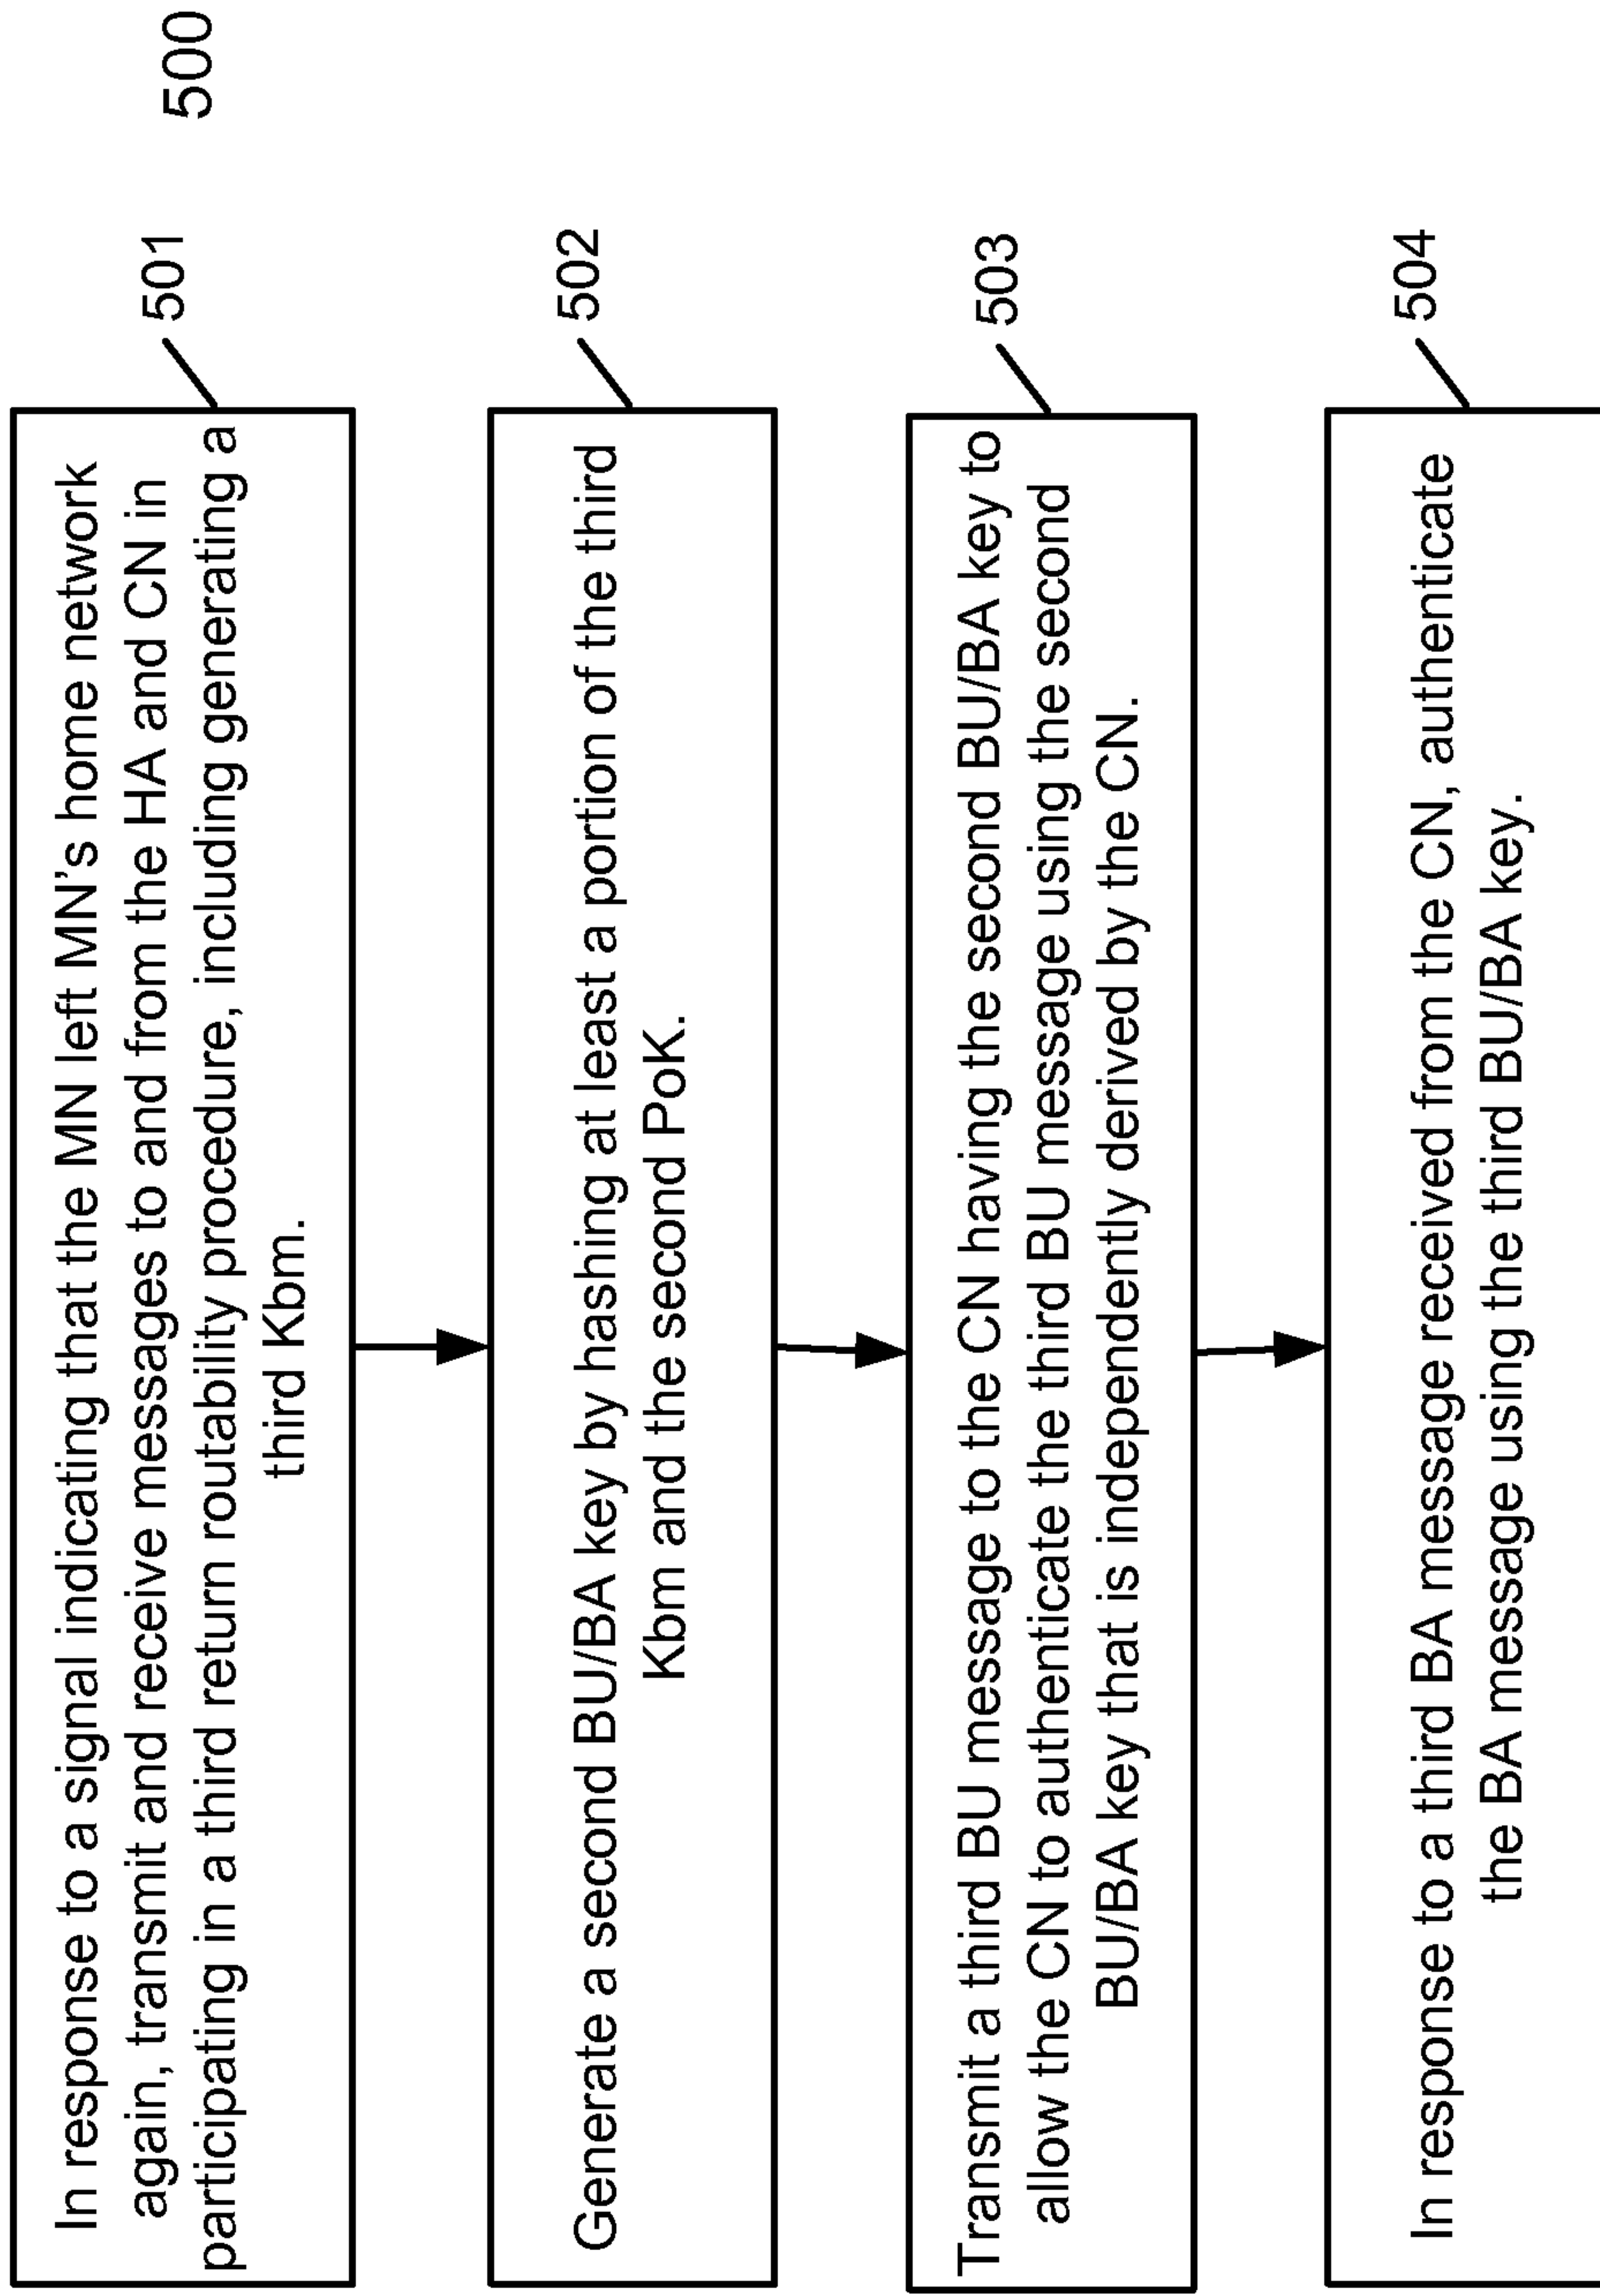 500
In response to a signal indicating that the MN left MN's home network
again, transmit and receive messages to and from the HA and CN in
participating in a third return routability procedure, including generating a
third Kbm.
501
Generate a second BU/BA key by hashing at least a portion of the third
Kbm and the second PoK.
502
Transmit a third BU message to the CN having the second BU/BA key to
allow the CN to authenticate the third BU message using the second
BU/BA key that is independently derived by the CN.
503
In response to a third BA message received from the CN, authenticate
the BA message using the third BU/BA key.
504